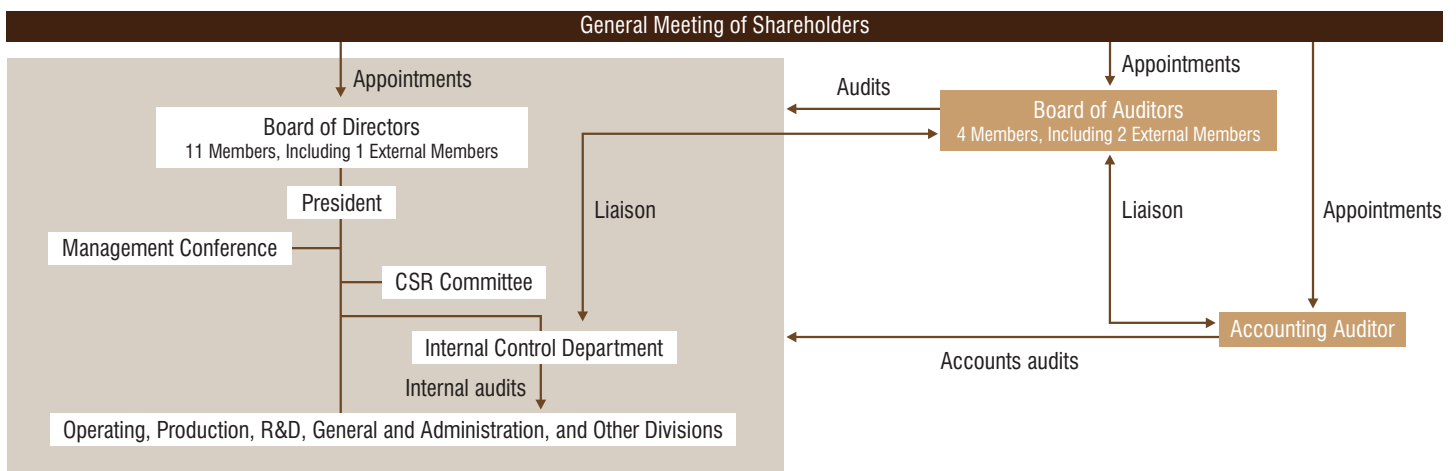 General Meeting of Shareholders
Appointments
Board of Directors
11 Members, Including 1 External Members
President
Management Conference
CSR Committee
Liaison
Internal Control Department
Internal audits
Operating, Production, R&D, General and Administration, and Other Divisions
Audits
Appointments
Board of Auditors
4 Members, Including 2 External Members
Liaison
Appointments
Accounting Auditor
Accounts audits